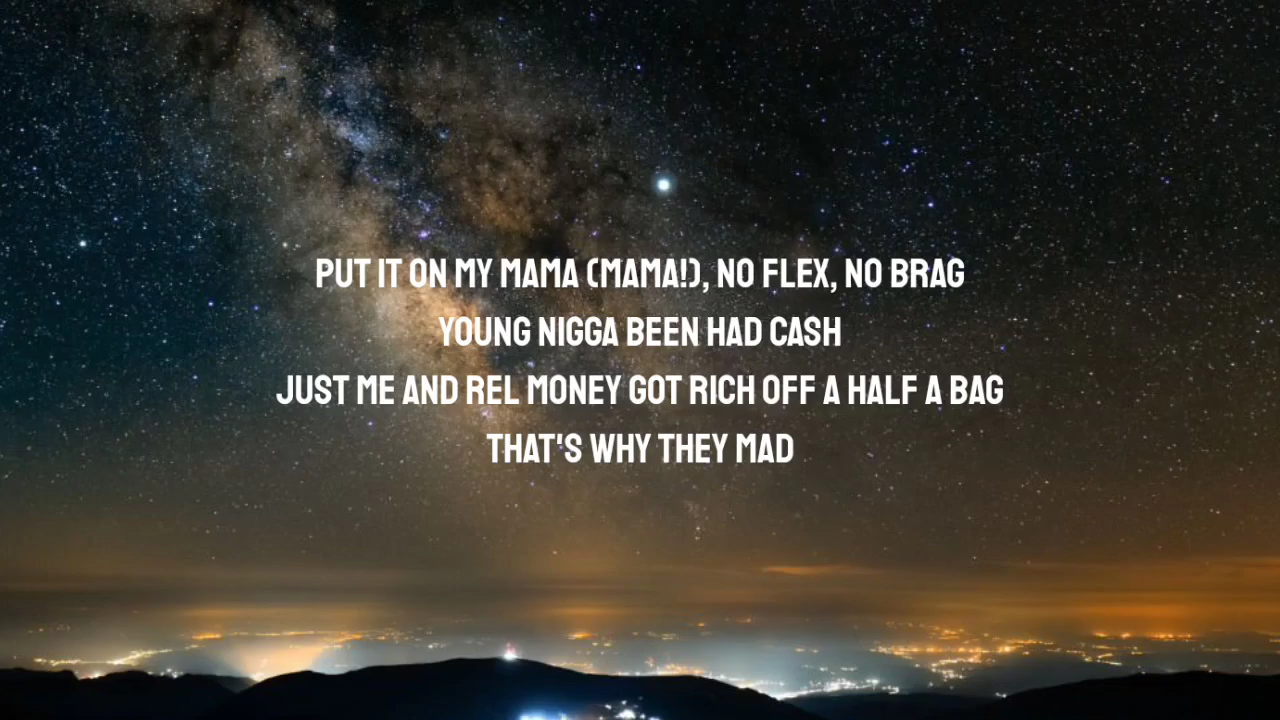 PUT IT ON MY MAMA (MAMA!), NO FLEX, NO BRAG
YOUNG NIGGA BEEN HAD CASH
JUST ME AND REL MONEY GOT RICH OFF A HALF A BAG
THAT'S WHY THEY MAD